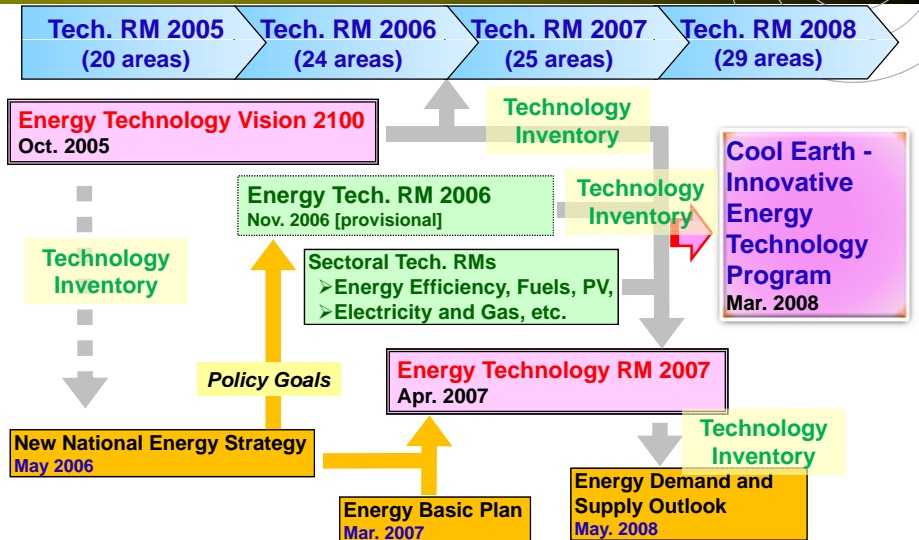 Tech. RM 2005
(20 areas)
Tech. RM 2006
(24 areas)
Tech. RM 2007
(25 areas)
Tech. RM 2008
(29 areas)
Energy Technology Vision 2100
Oct. 2005
Technology
Inventory
Cool Earth -
Innovative
Energy
Technology
Program
Mar. 2008
Energy Tech. RM 2006
Nov. 2006 [provisional]
Technology
Inventory
Technology
Inventory
Sectoral Tech. RMs
➢Energy Efficiency, Fuels, PV,
➢Electricity and Gas, etc.
Policy Goals
Energy Technology RM 2007
Apr. 2007
New National Energy Strategy
May 2006
Technology
Inventory
Energy Basic Plan
Mar. 2007
Energy Demand and
Supply Outlook
May. 2008